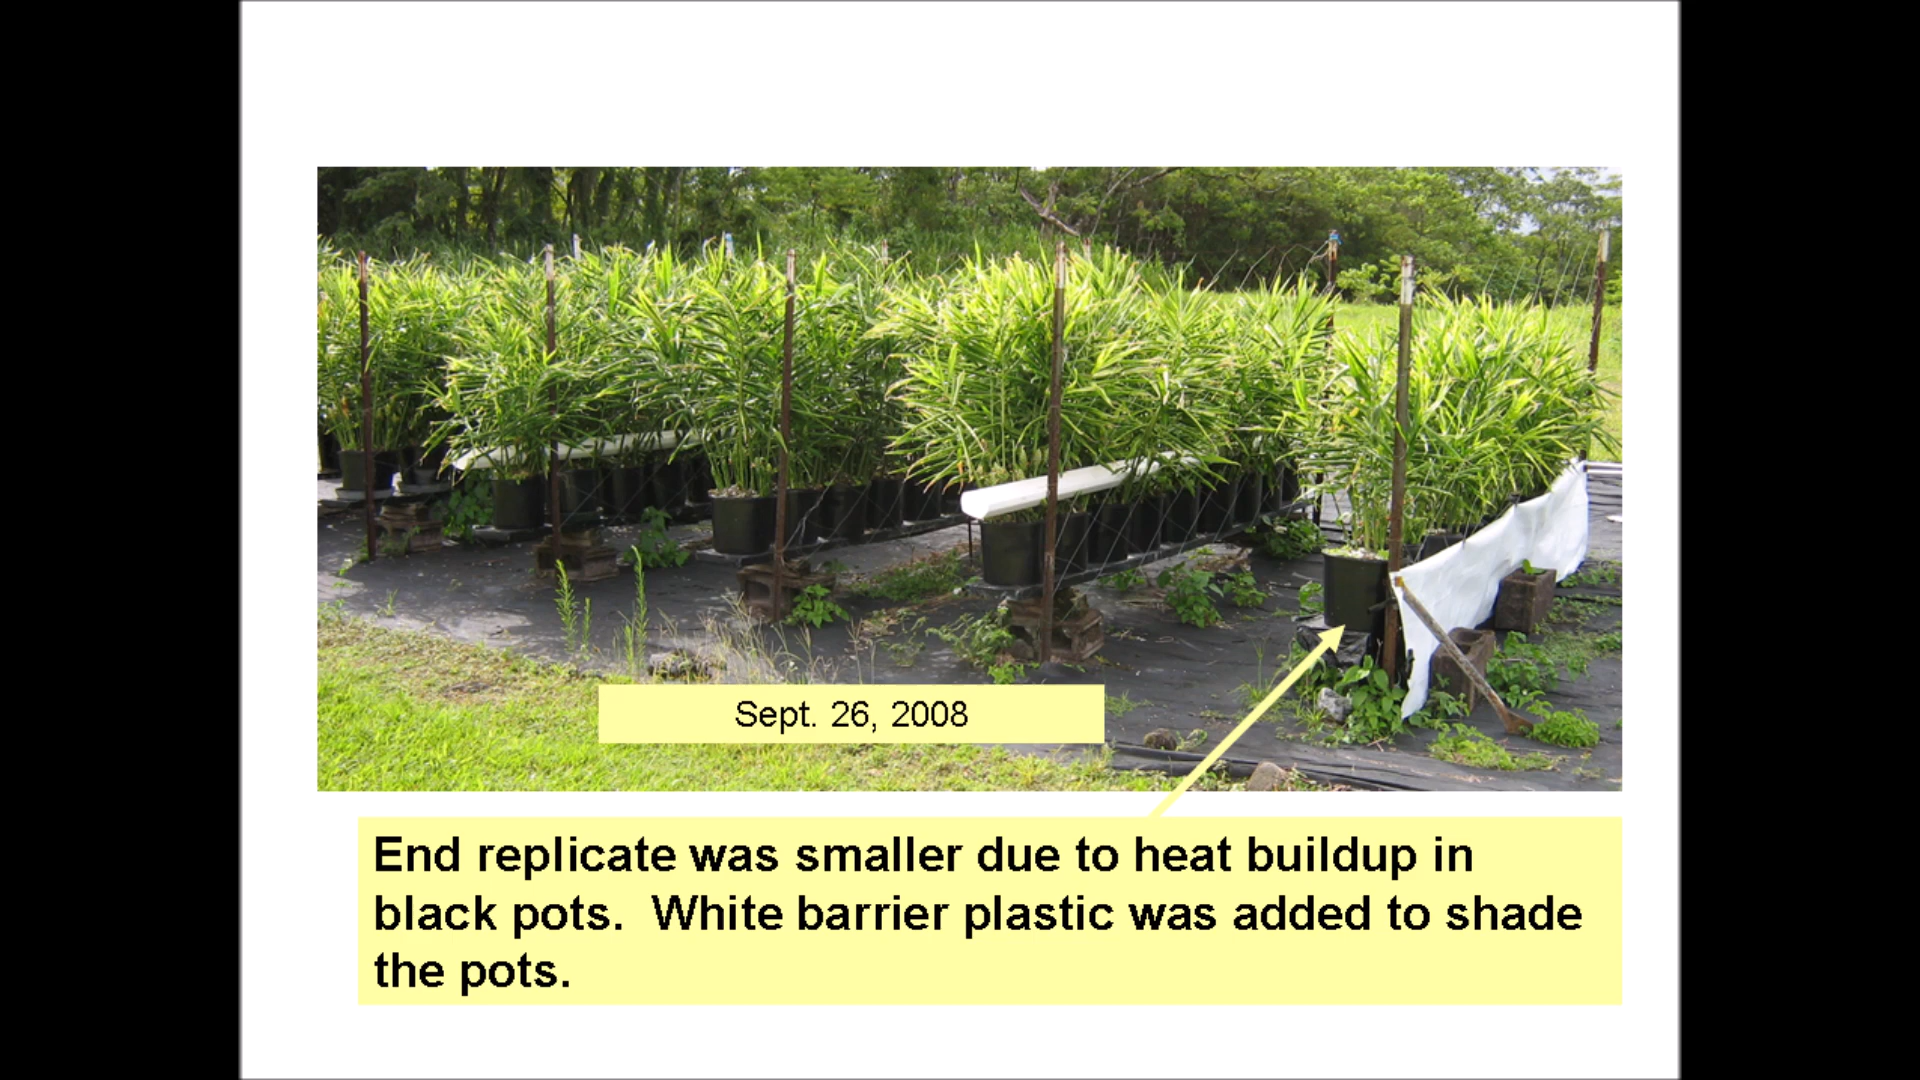 Sept. 26, 2008
End replicate was smaller due to heat buildup in
black pots.  White barrier plastic was added to shade
the pots.